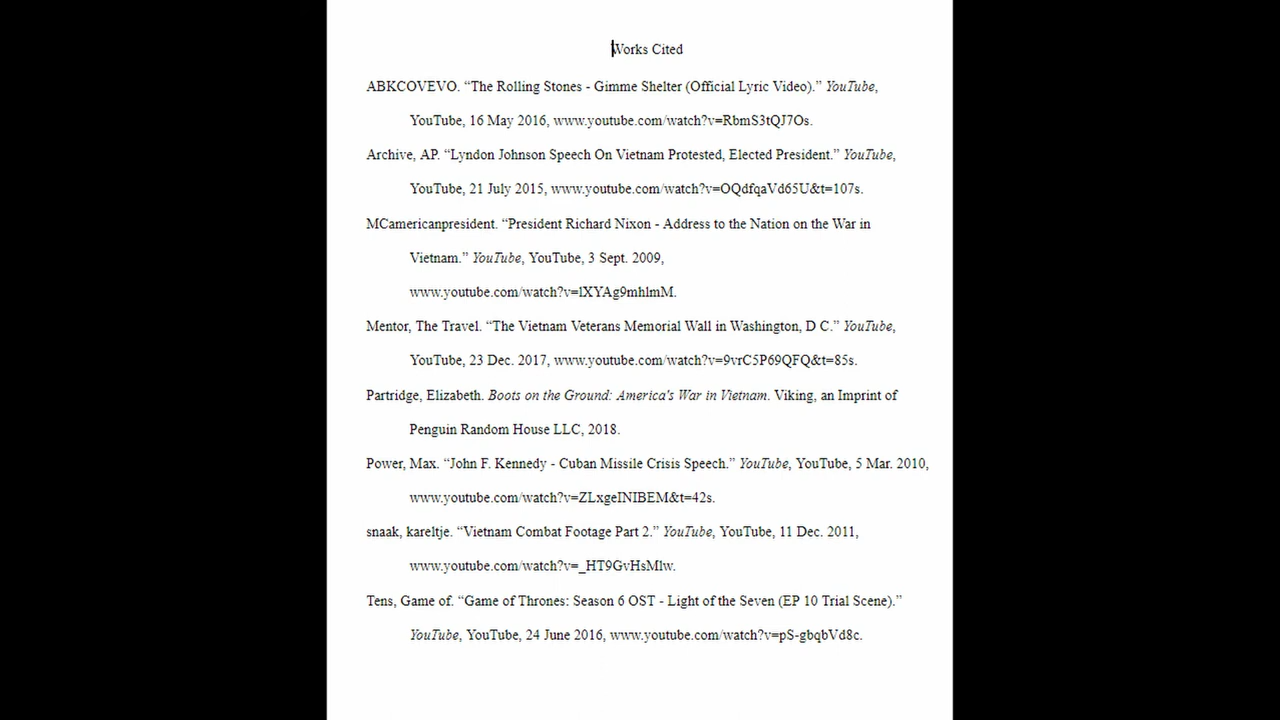 Works Cited
ABKCOVEVO. “The Rolling Stones - Gimme Shelter (Official Lyric Video).” YouTube,
YouTube, 16 May 2016, www.youtube.com/watch?v=RbmS3tQJ7Os.
Archive, AP. “Lyndon Johnson Speech On Vietnam Protested, Elected President.” YouTube,
YouTube, 21 July 2015, www.youtube.com/watch?v=OQdfqaVd65U&t=107s.
MCamericanpresident. “President Richard Nixon - Address to the Nation on the War in
Vietnam.” YouTube, YouTube, 3 Sept. 2009,
www.youtube.com/watch?v=lXYAg9mhlmM.
Mentor, The Travel. “The Vietnam Veterans Memorial Wall in Washington, D C.” YouTube,
YouTube, 23 Dec. 2017, www.youtube.com/watch?v=9vrC5P69QFQ&t=85s.
Partridge, Elizabeth. Boots on the Ground: America's War in Vietnam. Viking, an Imprint of
Penguin Random House LLC, 2018.
Power, Max. “John F. Kennedy - Cuban Missile Crisis Speech.” YouTube, YouTube, 5 Mar. 2010,
www.youtube.com/watch?v=ZLxgeINIBEM&t=42s.
snaak, kareltje. “Vietnam Combat Footage Part 2.” YouTube, YouTube, 11 Dec. 2011,
www.youtube.com/watch?v=_HT9GvHsMlw.
Tens, Game of. “Game of Thrones: Season 6 OST - Light of the Seven (EP 10 Trial Scene).”
YouTube, YouTube, 24 June 2016, www.youtube.com/watch?v=pS-gbqbVd8c.